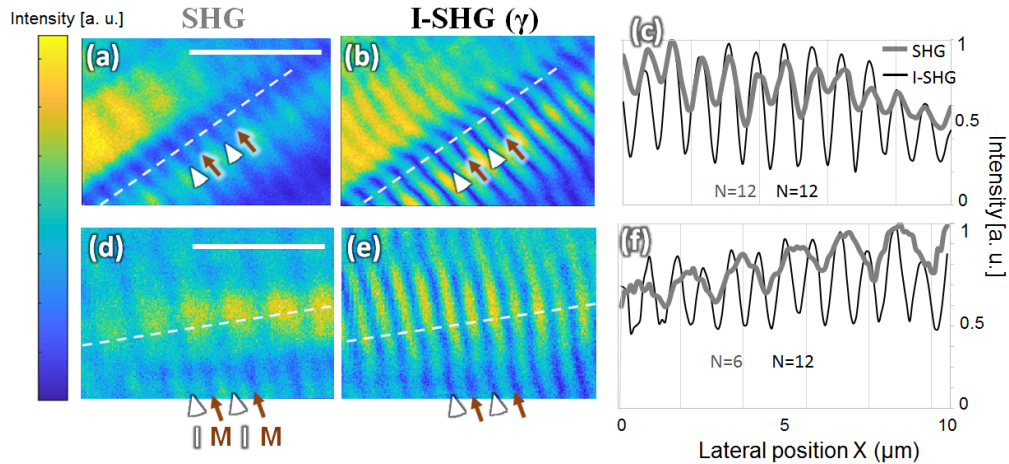 Intensity [a. u.]
SHG
I-SHG (γ)
(a)
(b)
(c)
SHG
I-SHG
1
0.5
0
N=12
N=12
Intensity [a. u.]
(d)
(e)
(f)
1
0.5
0
N=6
N=12
I M I M
0
5
10
Lateral position X (µm)